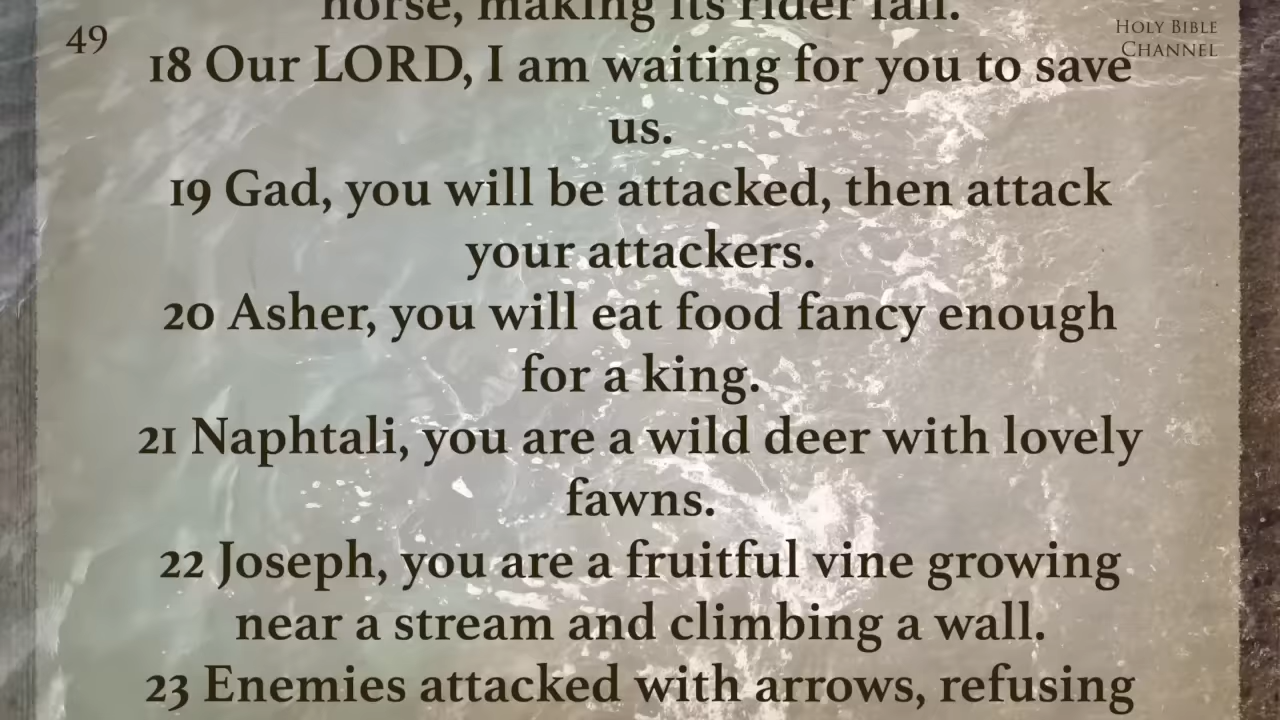 horse, making its rider fall.
49
HOLY BIBLE
CHANNEL
18 Our LORD, I am waiting for you to save
us.
19 Gad, you will be attacked, then attack
your attackers.
20 Asher, you will eat food fancy enough
for a king.
21 Naphtali, you are a wild deer with lovely
fawns.
22 Joseph, you are a fruitful vine growing
near a stream and climbing a wall.
23 Enemies attacked with arrows, refusing